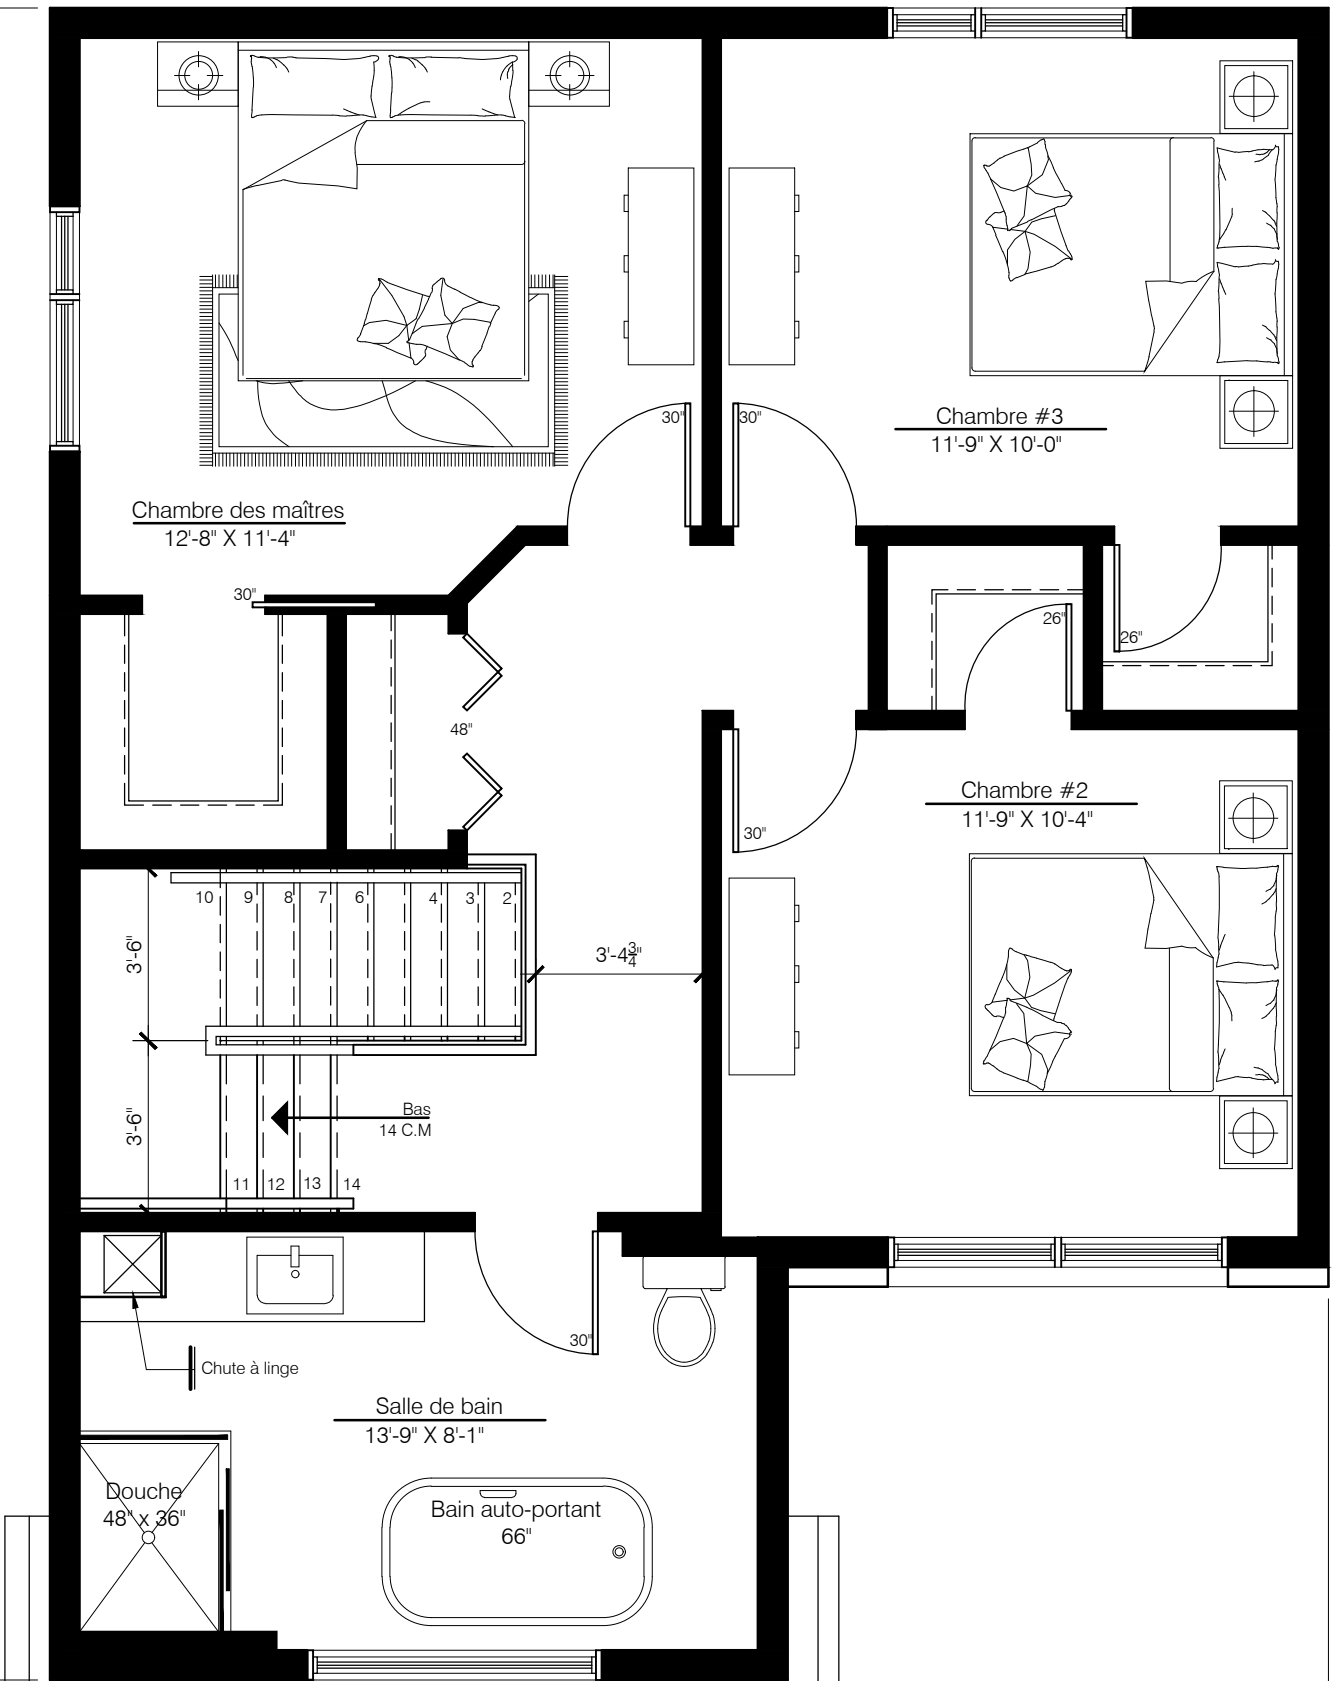 30"
30"
Chambre #3
11'-9" X 10'-0"
Chambre des maîtres
12'-8" X 11'-4"
30"
26"
26"
48"
Chambre #2
11'-9" X 10'-4"
30"
10 9 8 7 6 4 3 2
3'-6"
3'-4 3/4"
3'-6"
Bas
14 C.M
11 12 13 14
30"
Chute à linge
Salle de bain
13'-9" X 8'-1"
Douche
48" x 36"
Bain auto-portant
66"